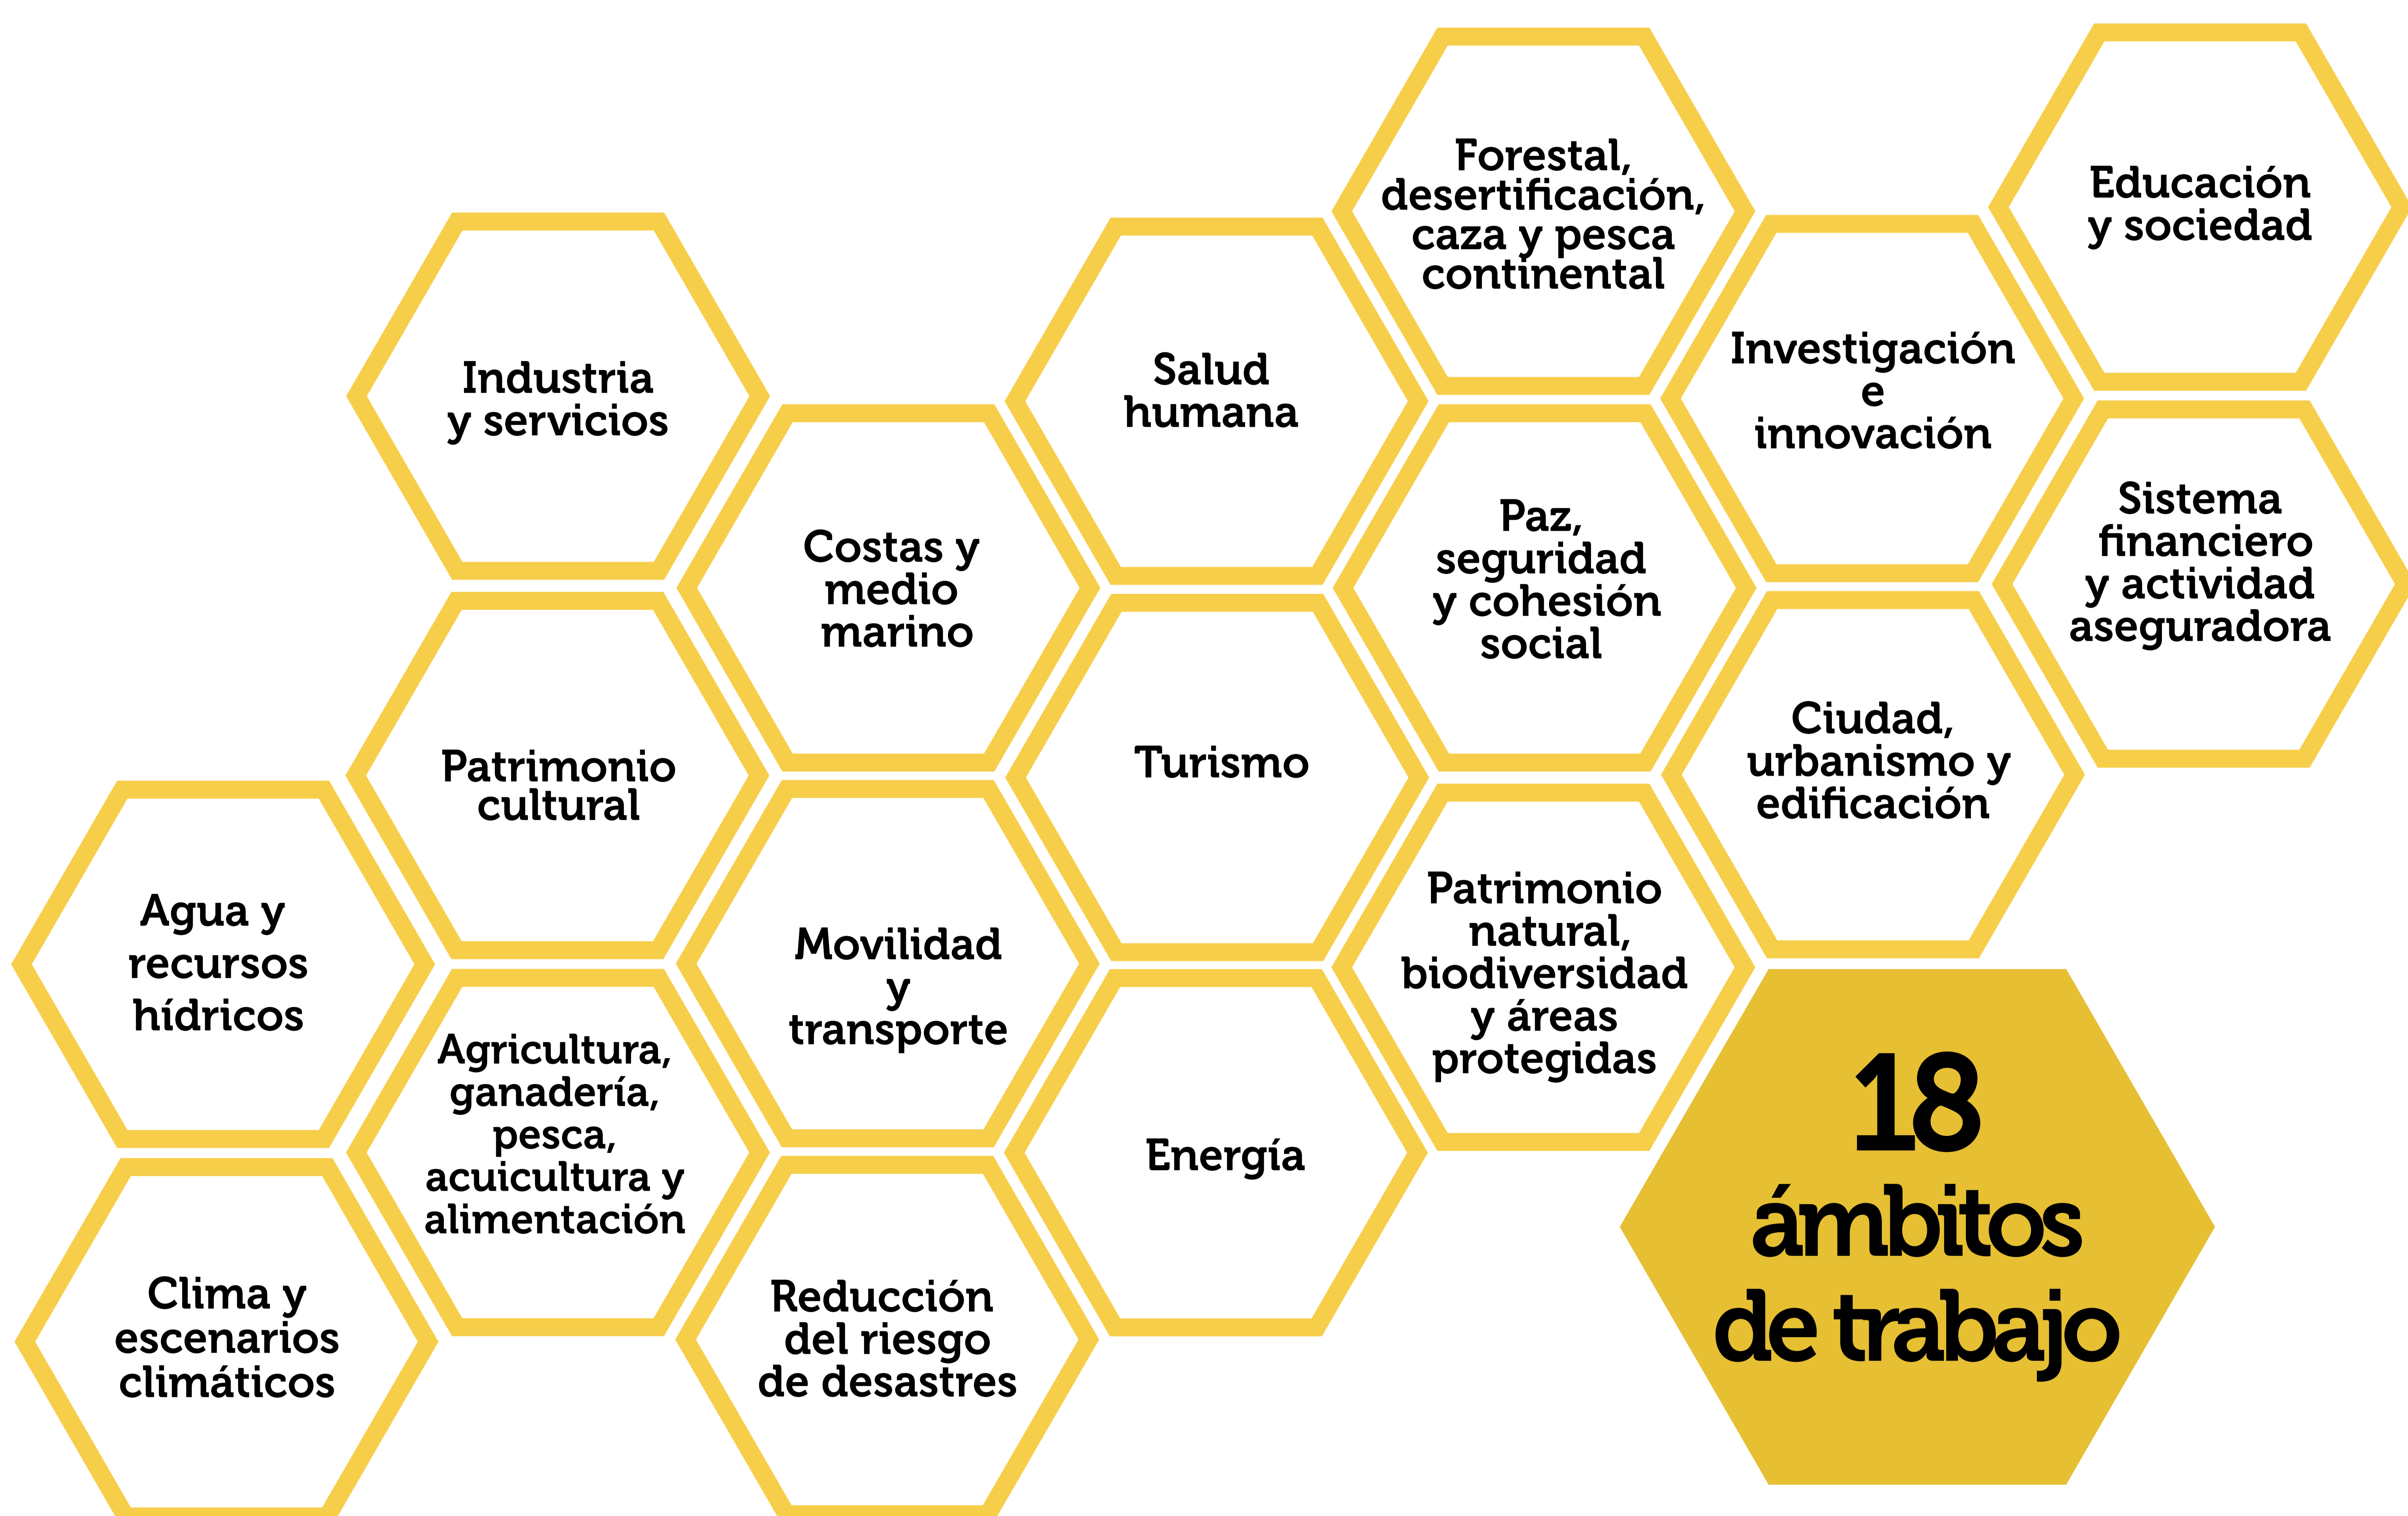 Forestal,
desertificación,
caza y pesca
continental
Educación
y sociedad
Industria
y servicios
Salud
humana
Investigación
e
innovación
Costas y
medio
marino
Paz,
seguridad
y cohesión
social
Sistema
financiero
y actividad
aseguradora
Patrimonio
cultural
Turismo
Ciudad,
urbanismo y
edificación
Agua y
recursos
hídricos
Movilidad
y
transporte
Patrimonio
natural,
biodiversidad
y áreas
protegidas
Agricultura,
ganadería,
pesca,
acuicultura y
alimentación
Energía
18
ámbitos
de trabajo
Clima y
escenarios
climáticos
Reducción
del riesgo
de desastres